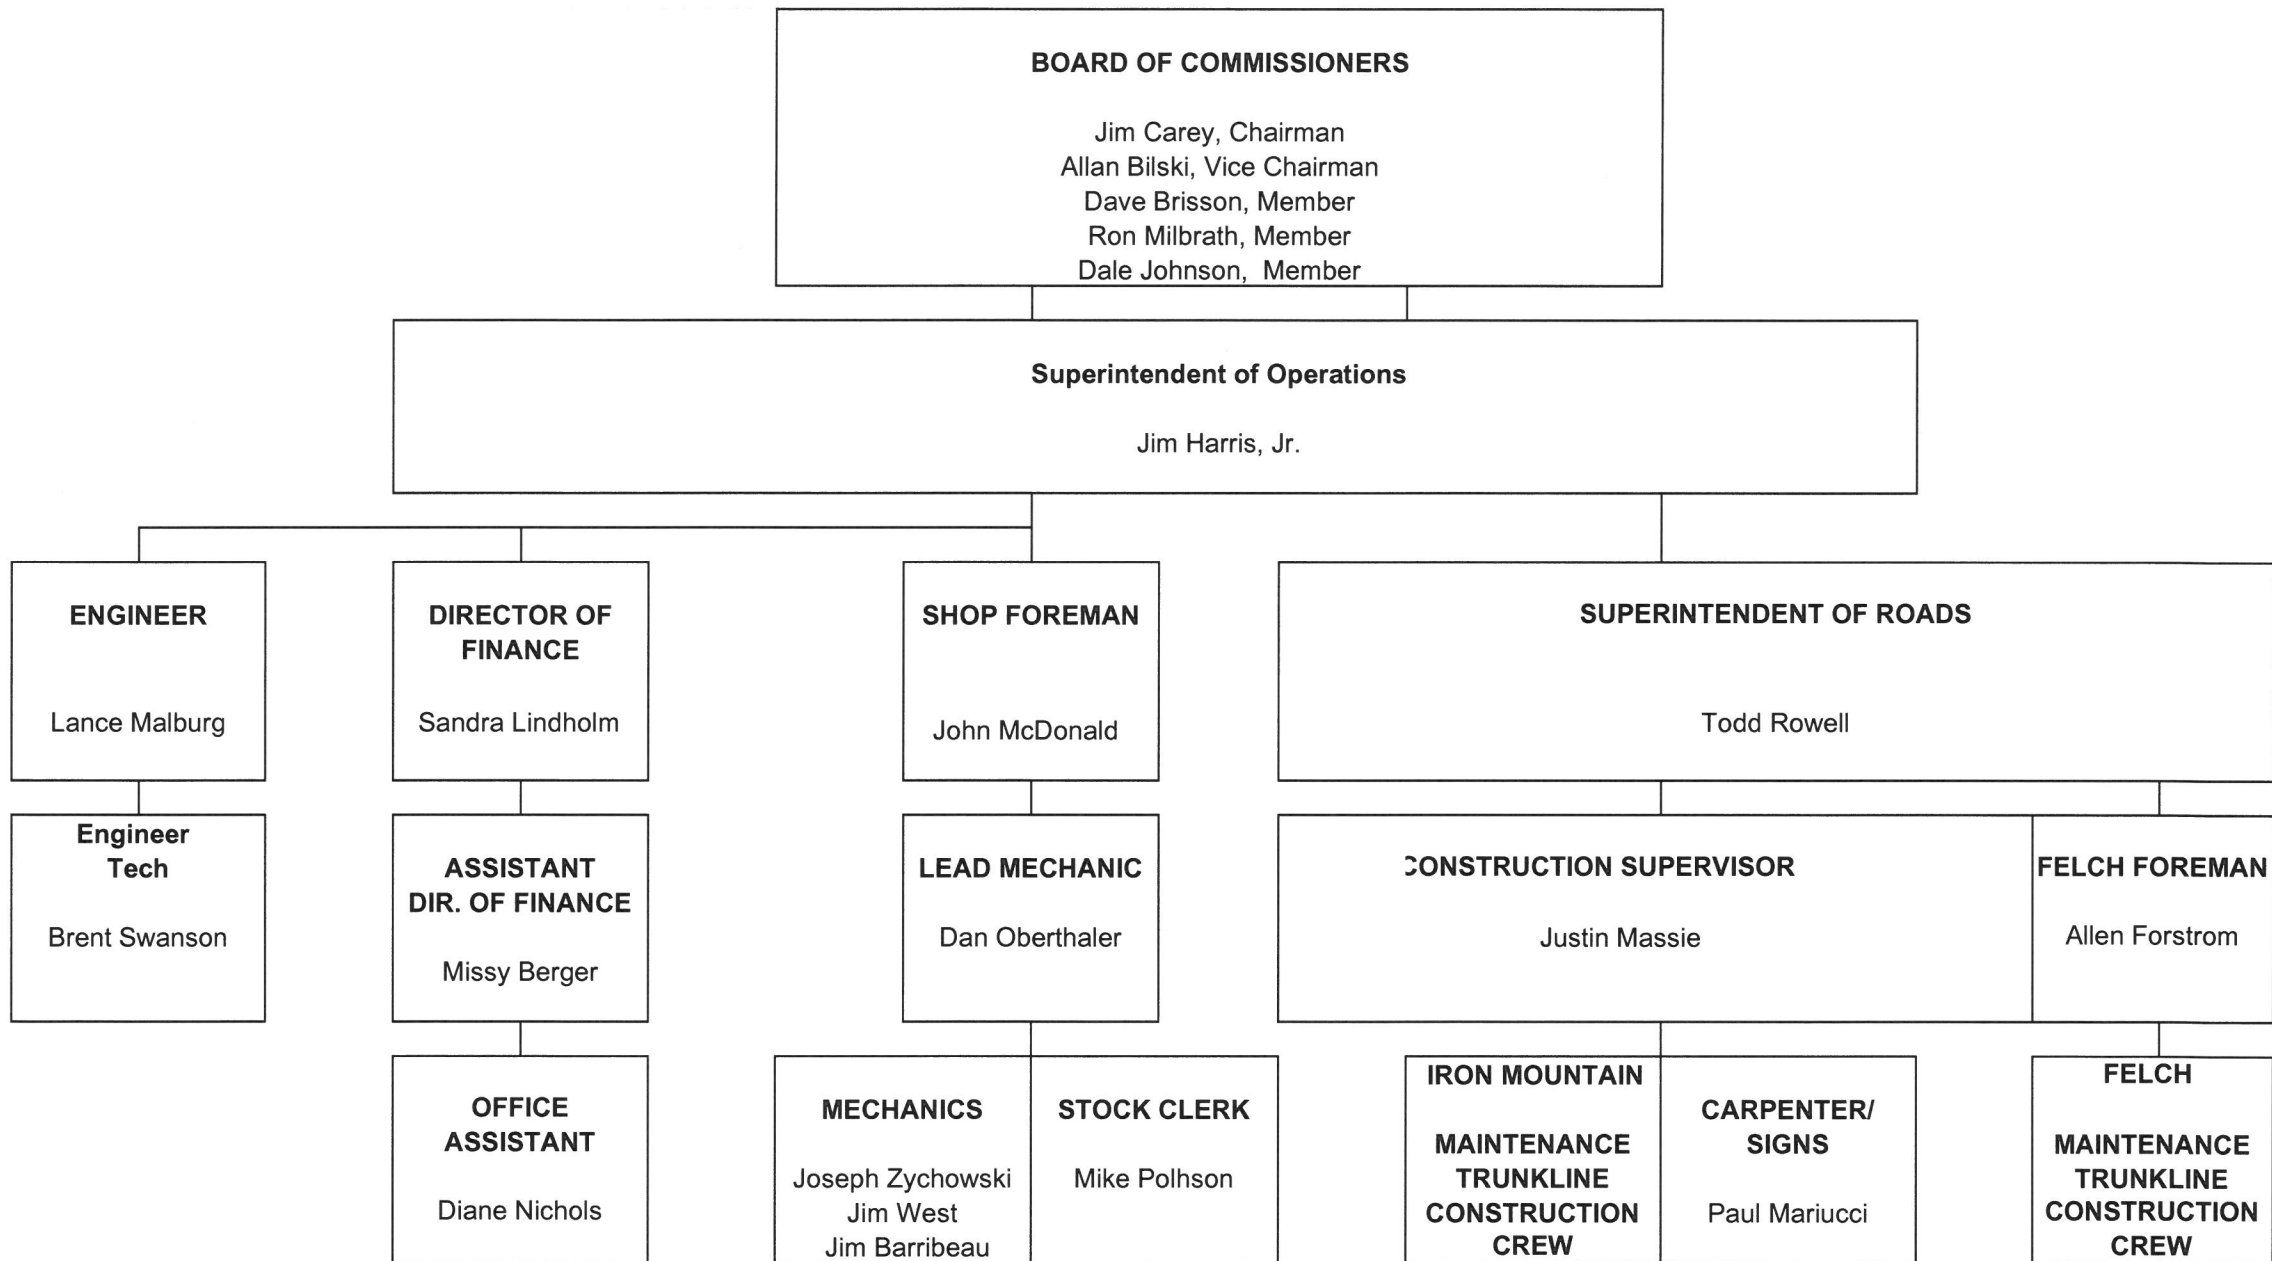 BOARD OF COMMISSIONERS
Jim Carey, Chairman
Allan Bilski, Vice Chairman
Dave Brisson, Member
Ron Milbrath, Member
Dale Johnson,  Member
Superintendent of Operations
Jim Harris, Jr.
ENGINEER
Lance Malburg
DIRECTOR OF
FINANCE
Sandra Lindholm
SHOP FOREMAN
John McDonald
SUPERINTENDENT OF ROADS
Todd Rowell
Engineer
Tech
Brent Swanson
ASSISTANT
DIR. OF FINANCE
Missy Berger
LEAD MECHANIC
Dan Oberthaler
CONSTRUCTION SUPERVISOR
Justin Massie
FELCH FOREMAN
Allen Forstrom
OFFICE
ASSISTANT
Diane Nichols
MECHANICS
Joseph Zychowski
Jim West
Jim Barribeau
STOCK CLERK
Mike Polhson
IRON MOUNTAIN
MAINTENANCE
TRUNKLINE
CONSTRUCTION
CREW
CARPENTER/
SIGNS
Paul Mariucci
FELCH
MAINTENANCE
TRUNKLINE
CONSTRUCTION
CREW